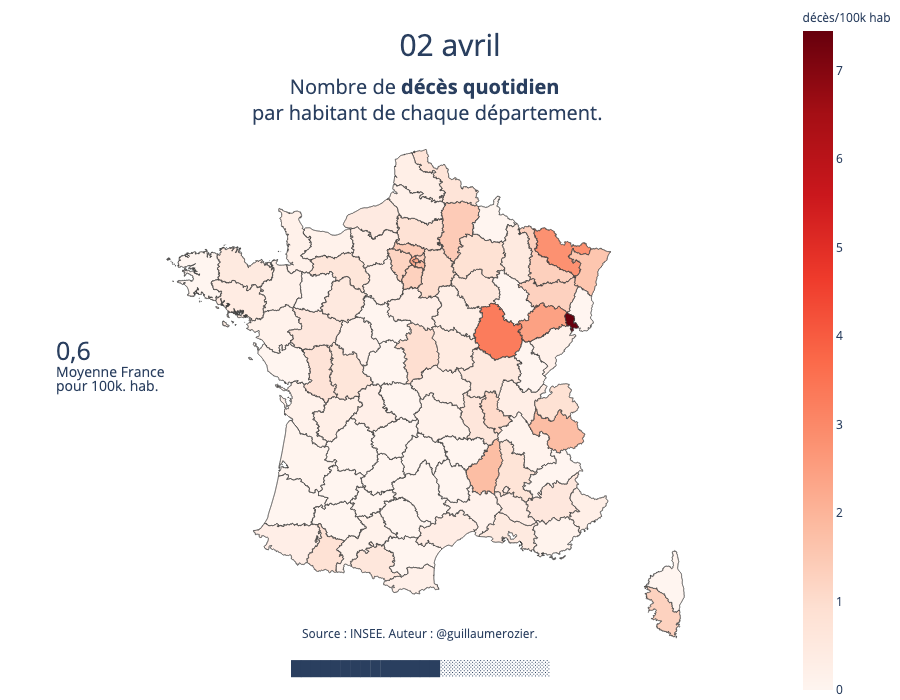 décès/100k hab
02 avril
Nombre de décès quotidien
par habitant de chaque département.
7
6
5
4
3
2
1
0
0,6
Moyenne France
pour 100k. hab.
Source : INSEE. Auteur : @guillaumerozier.